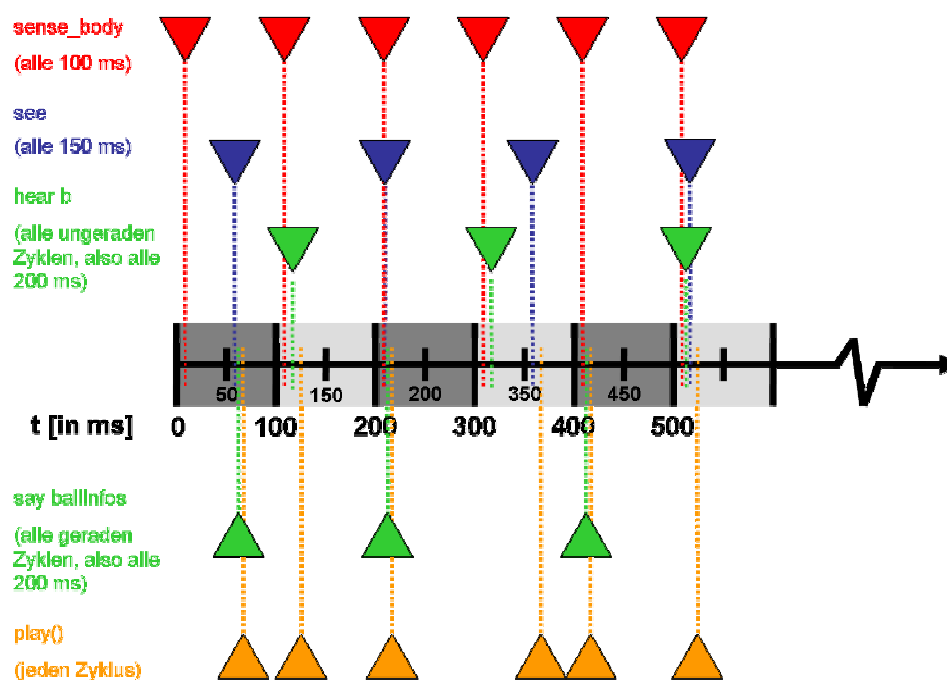 sense_body
(alle 100 ms)
see
(alle 150 ms)
hear b
(alle ungeraden
Zyklen, also alle
200 ms)
50 150 200 350 450
t [in ms] 0 100 200 300 400 500
say ballinfos
(alle geraden
Zyklen, also alle
200 ms)
play()
(jeden Zyklus)